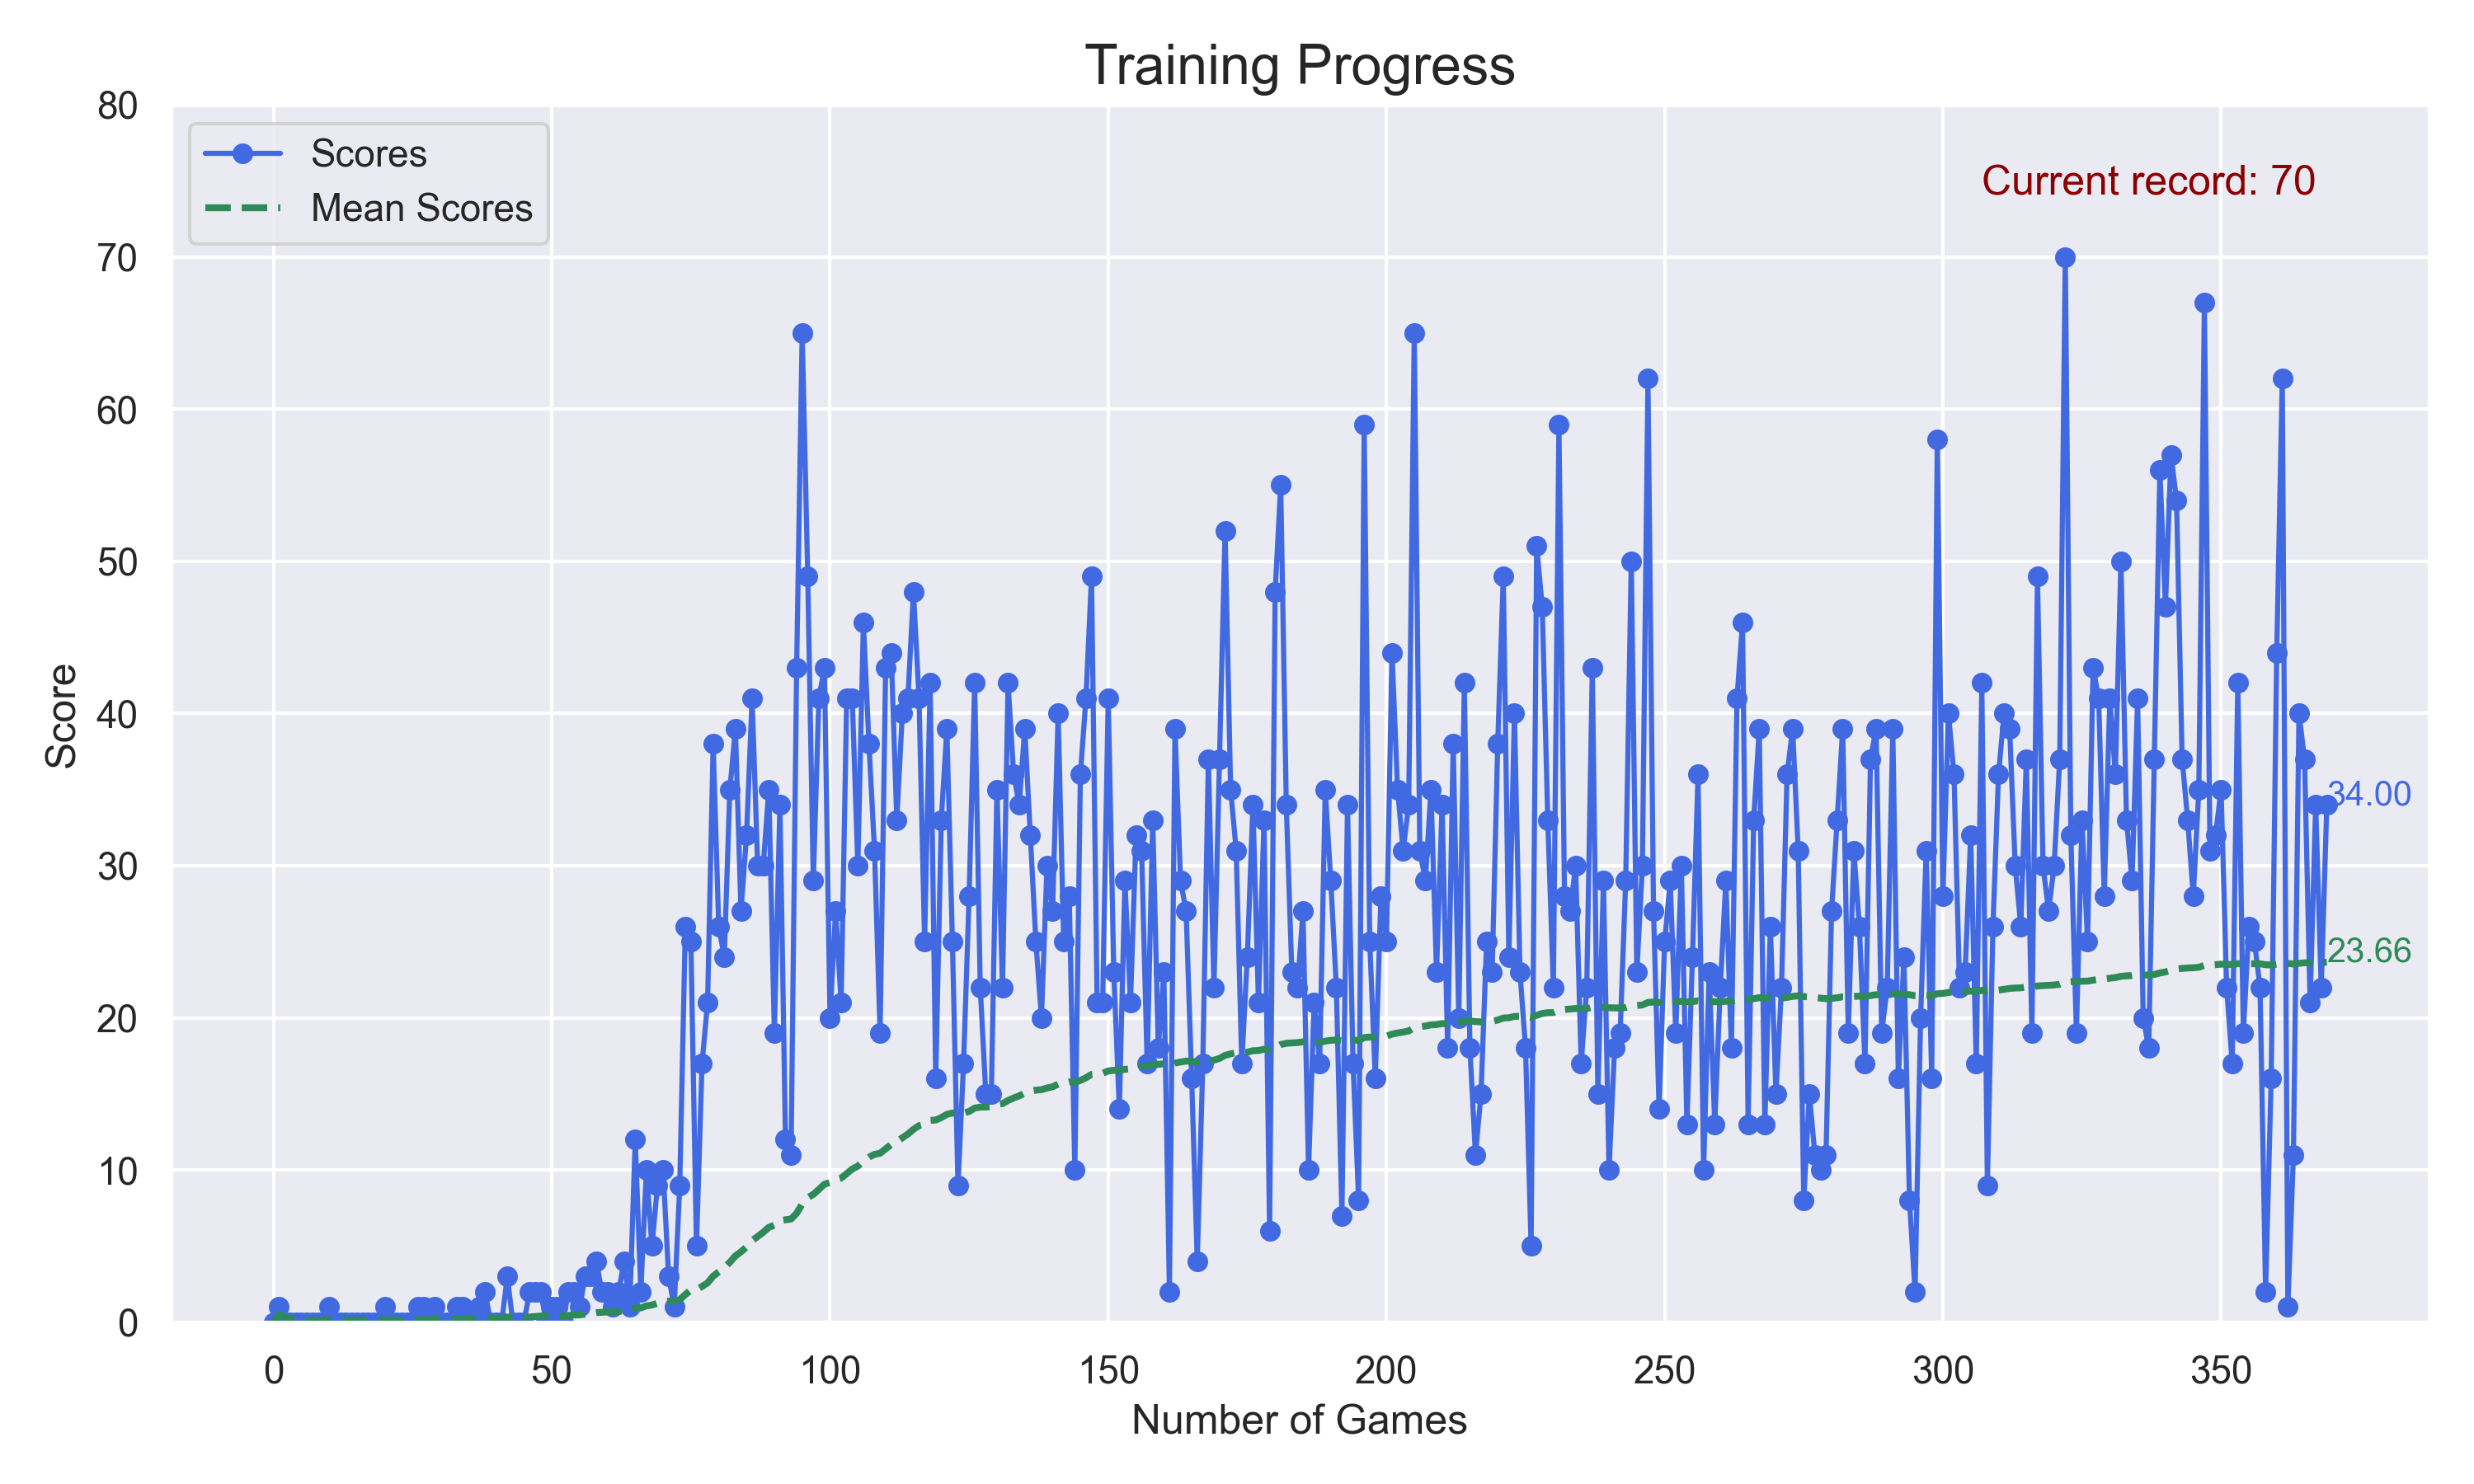 Training Progress
80
70
60
50
40
30
20
10
0
Score
Scores
Mean Scores
Current record: 70
34.00
23.66
0 50 100 150 200 250 300 350
Number of Games